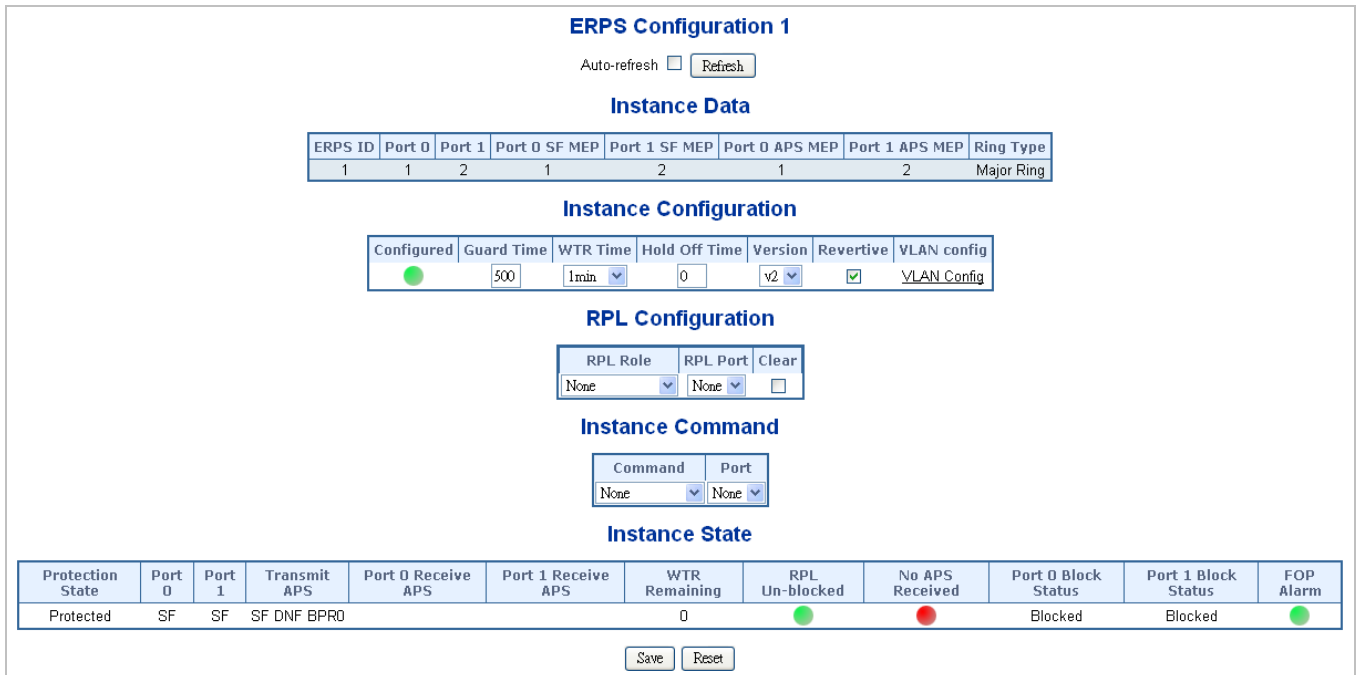 ERPS Configuration 1
Auto-refresh Refresh
Instance Data
ERPS ID Port 0 Port 1 Port 0 SF MEP Port 1 SF MEP Port 0 APS MEP Port 1 APS MEP Ring Type
1 1 2 1 2 1 2 Major Ring
Instance Configuration
Configured Guard Time WTR Time Hold Off Time Version Revertive VLAN config
500 1min 0 v2 VLAN Config
RPL Configuration
RPL Role RPL Port Clear
None None
Instance Command
Command Port
None None
Instance State
Protection State Port 0 Port 1 Transmit APS Port 0 Receive APS Port 1 Receive APS WTR Remaining RPL Un-blocked No APS Received Port 0 Block Status Port 1 Block Status FOP Alarm
Protected SF SF SF DNF BPR0 0 Blocked Blocked
Save Reset